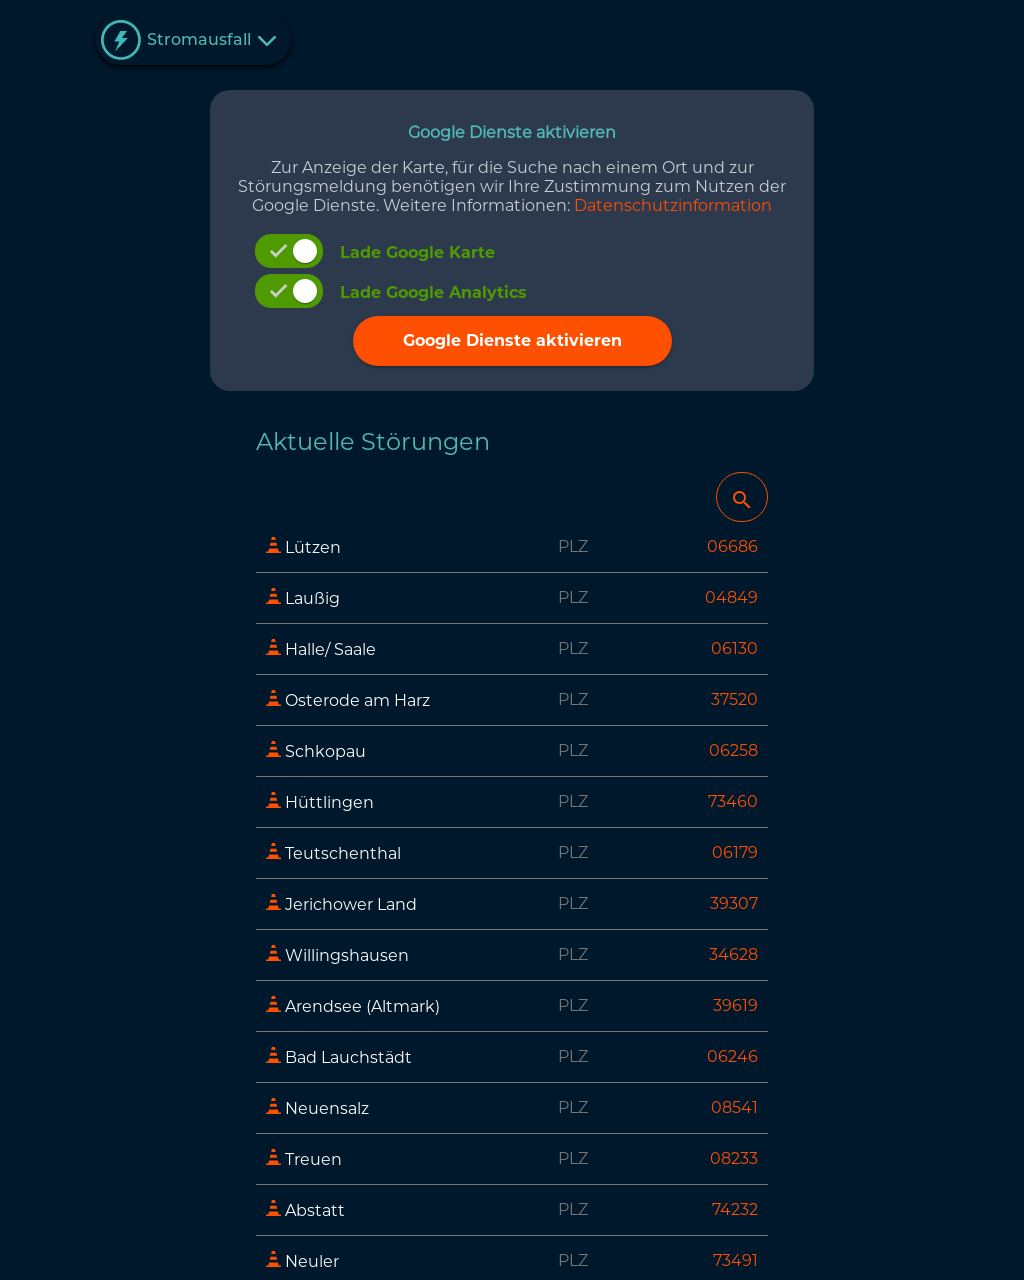 Stromausfall
Google Dienste aktivieren
Zur Anzeige der Karte, für die Suche nach einem Ort und zur
Störungsmeldung benötigen wir Ihre Zustimmung zum Nutzen der
Google Dienste. Weitere Informationen: Datenschutzinformation
Lade Google Karte
Lade Google Analytics
Google Dienste aktivieren
Aktuelle Störungen
Lützen PLZ 06686
Laußig PLZ 04849
Halle/ Saale PLZ 06130
Osterode am Harz PLZ 37520
Schkopau PLZ 06258
Hüttlingen PLZ 73460
Teutschenthal PLZ 06179
Jerichower Land PLZ 39307
Willingshausen PLZ 34628
Arendsee (Altmark) PLZ 39619
Bad Lauchstädt PLZ 06246
Neuensalz PLZ 08541
Treuen PLZ 08233
Abstatt PLZ 74232
Neuler PLZ 73491